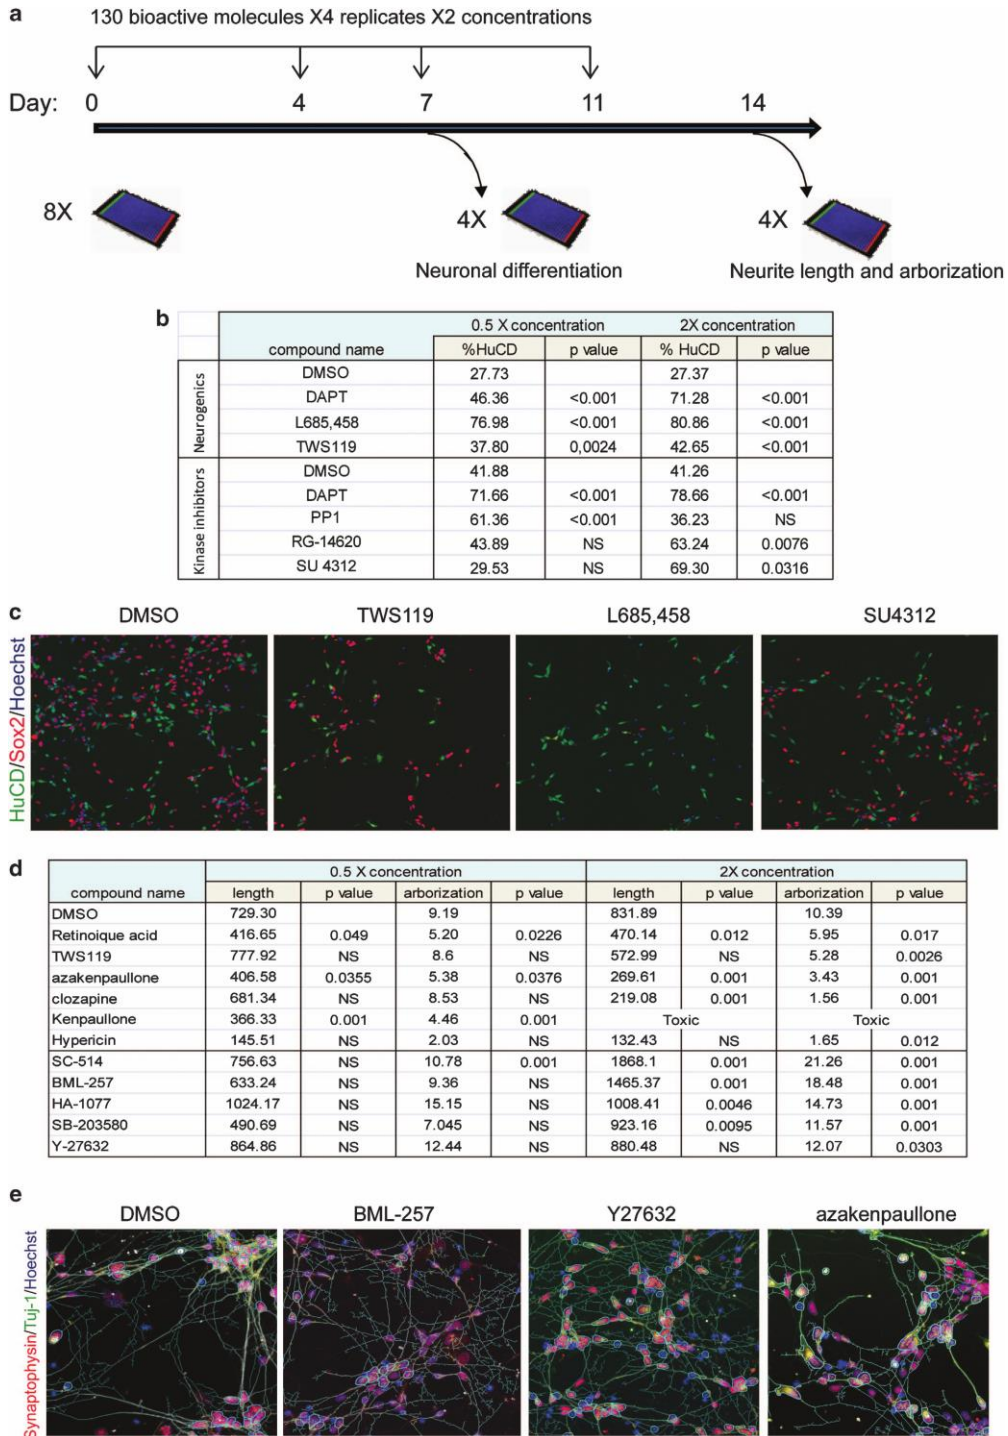 a
130 bioactive molecules X4 replicates X2 concentrations
Day: 0 4 7 11 14
8X 4X 4X
Neuronal differentiation Neurite length and arborization
b
0.5 X concentration 2X concentration
compound name %HuCD p value % HuCD p value
Neurogenics
DMSO 27.73 27.37
DAPT 46.36 <0.001 71.28 <0.001
L685,458 76.98 <0.001 80.86 <0.001
TWS119 37.80 0,0024 42.65 <0.001
Kinase inhibitors
DMSO 41.88 41.26
DAPT 71.66 <0.001 78.66 <0.001
PP1 61.36 <0.001 36.23 NS
RG-14620 43.89 NS 63.24 0.0076
SU 4312 29.53 NS 69.30 0.0316
c
DMSO TWS119 L685,458 SU4312
HuCD/Sox2/Hoechst
d
0.5 X concentration 2X concentration
compound name length p value arborization p value length p value arborization p value
DMSO 729.30 9.19 831.89 10.39
Retinoique acid 416.65 0.049 5.20 0.0226 470.14 0.012 5.95 0.017
TWS119 777.92 NS 8.6 NS 572.99 NS 5.28 0.0026
azakenpaullone 406.58 0.0355 5.38 0.0376 269.61 0.001 3.43 0.001
clozapine 681.34 NS 8.53 NS 219.08 0.001 1.56 0.001
Kenpaullone 366.33 0.001 4.46 0.001 Toxic Toxic
Hypericin 145.51 NS 2.03 NS 132.43 NS 1.65 0.012
SC-514 756.63 NS 10.78 0.001 1868.1 0.001 21.26 0.001
BML-257 633.24 NS 9.36 NS 1465.37 0.001 18.48 0.001
HA-1077 1024.17 NS 15.15 NS 1008.41 0.0046 14.73 0.001
SB-203580 490.69 NS 7.045 NS 923.16 0.0095 11.57 0.001
Y-27632 864.86 NS 12.44 NS 880.48 NS 12.07 0.0303
e
DMSO BML-257 Y27632 azakenpaullone
Synaptophysin/Tuj-1/Hoechst